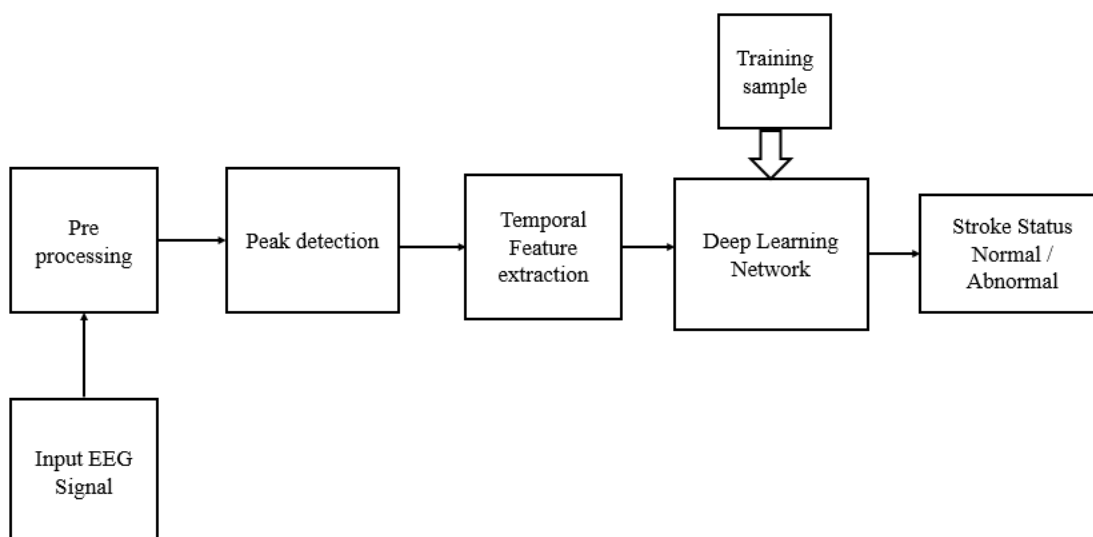 Training
sample
Pre
processing
Peak detection
Temporal
Feature
extraction
Deep Learning
Network
Stroke Status
Normal /
Abnormal
Input EEG
Signal